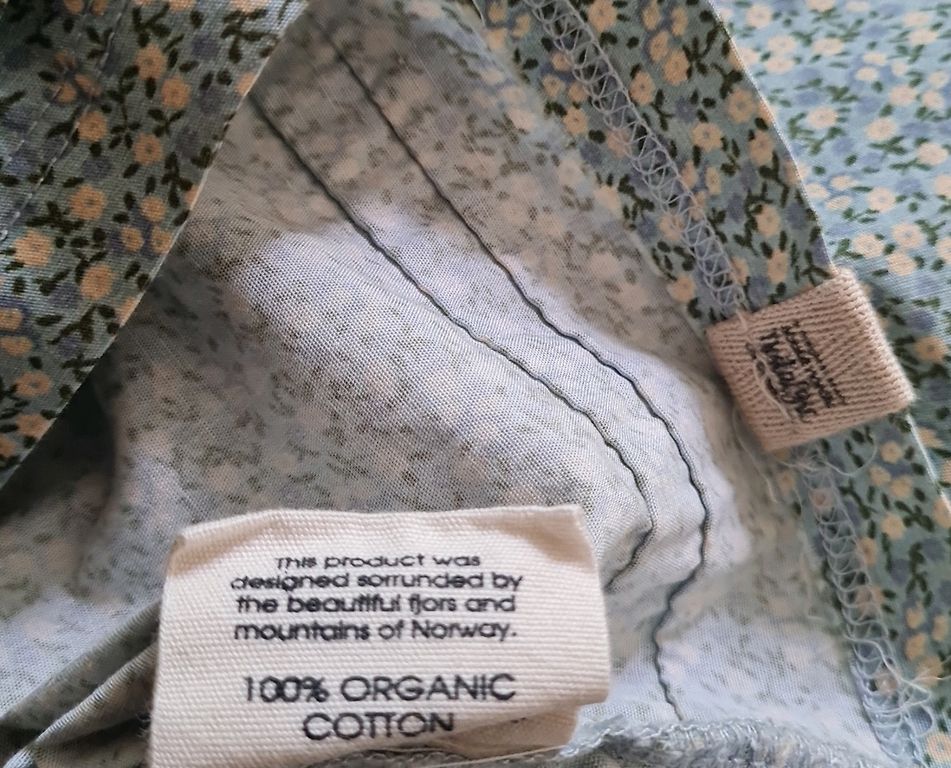 This product was
designed sorrunded by
the beautiful fjors and
mountains of Norway.
100% ORGANIC
COTTON